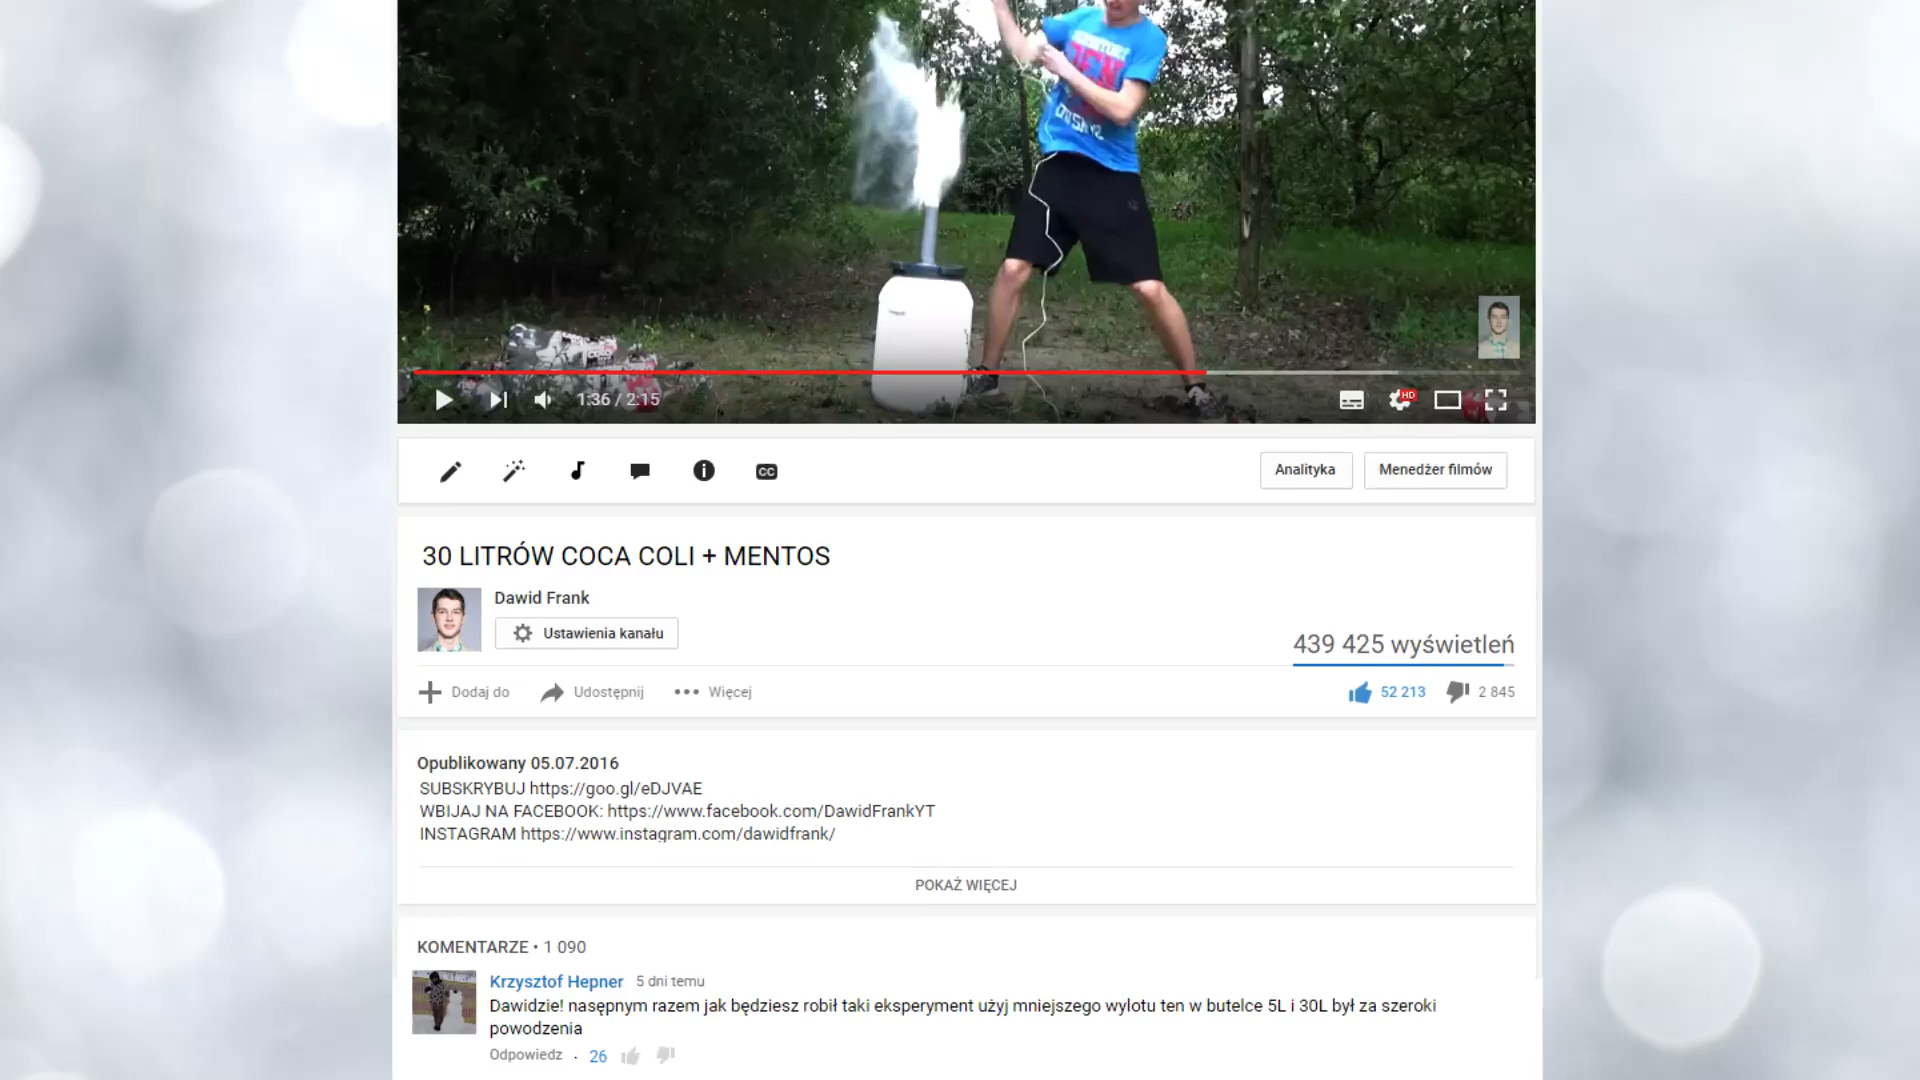 1:36 / 2:15
HD
CC
Analityka
Menedżer filmów
30 LITRÓW COCA COLI + MENTOS
Dawid Frank
Ustawienia kanału
439 425 wyświetleń
Dodaj do
Udostępnij
Więcej
52 213
2 845
Opublikowany 05.07.2016
SUBSKRYBUJ https://goo.gl/eDJVAE
WBIJAJ NA FACEBOOK: https://www.facebook.com/DawidFrankYT
INSTAGRAM https://www.instagram.com/dawidfrank/
POKAŻ WIĘCEJ
KOMENTARZE • 1 090
Krzysztof Hepner 5 dni temu
Dawidzie! nasępnym razem jak będziesz robił taki eksperyment użyj mniejszego wylotu ten w butelce 5L i 30L był za szeroki
powodzenia
Odpowiedz · 26